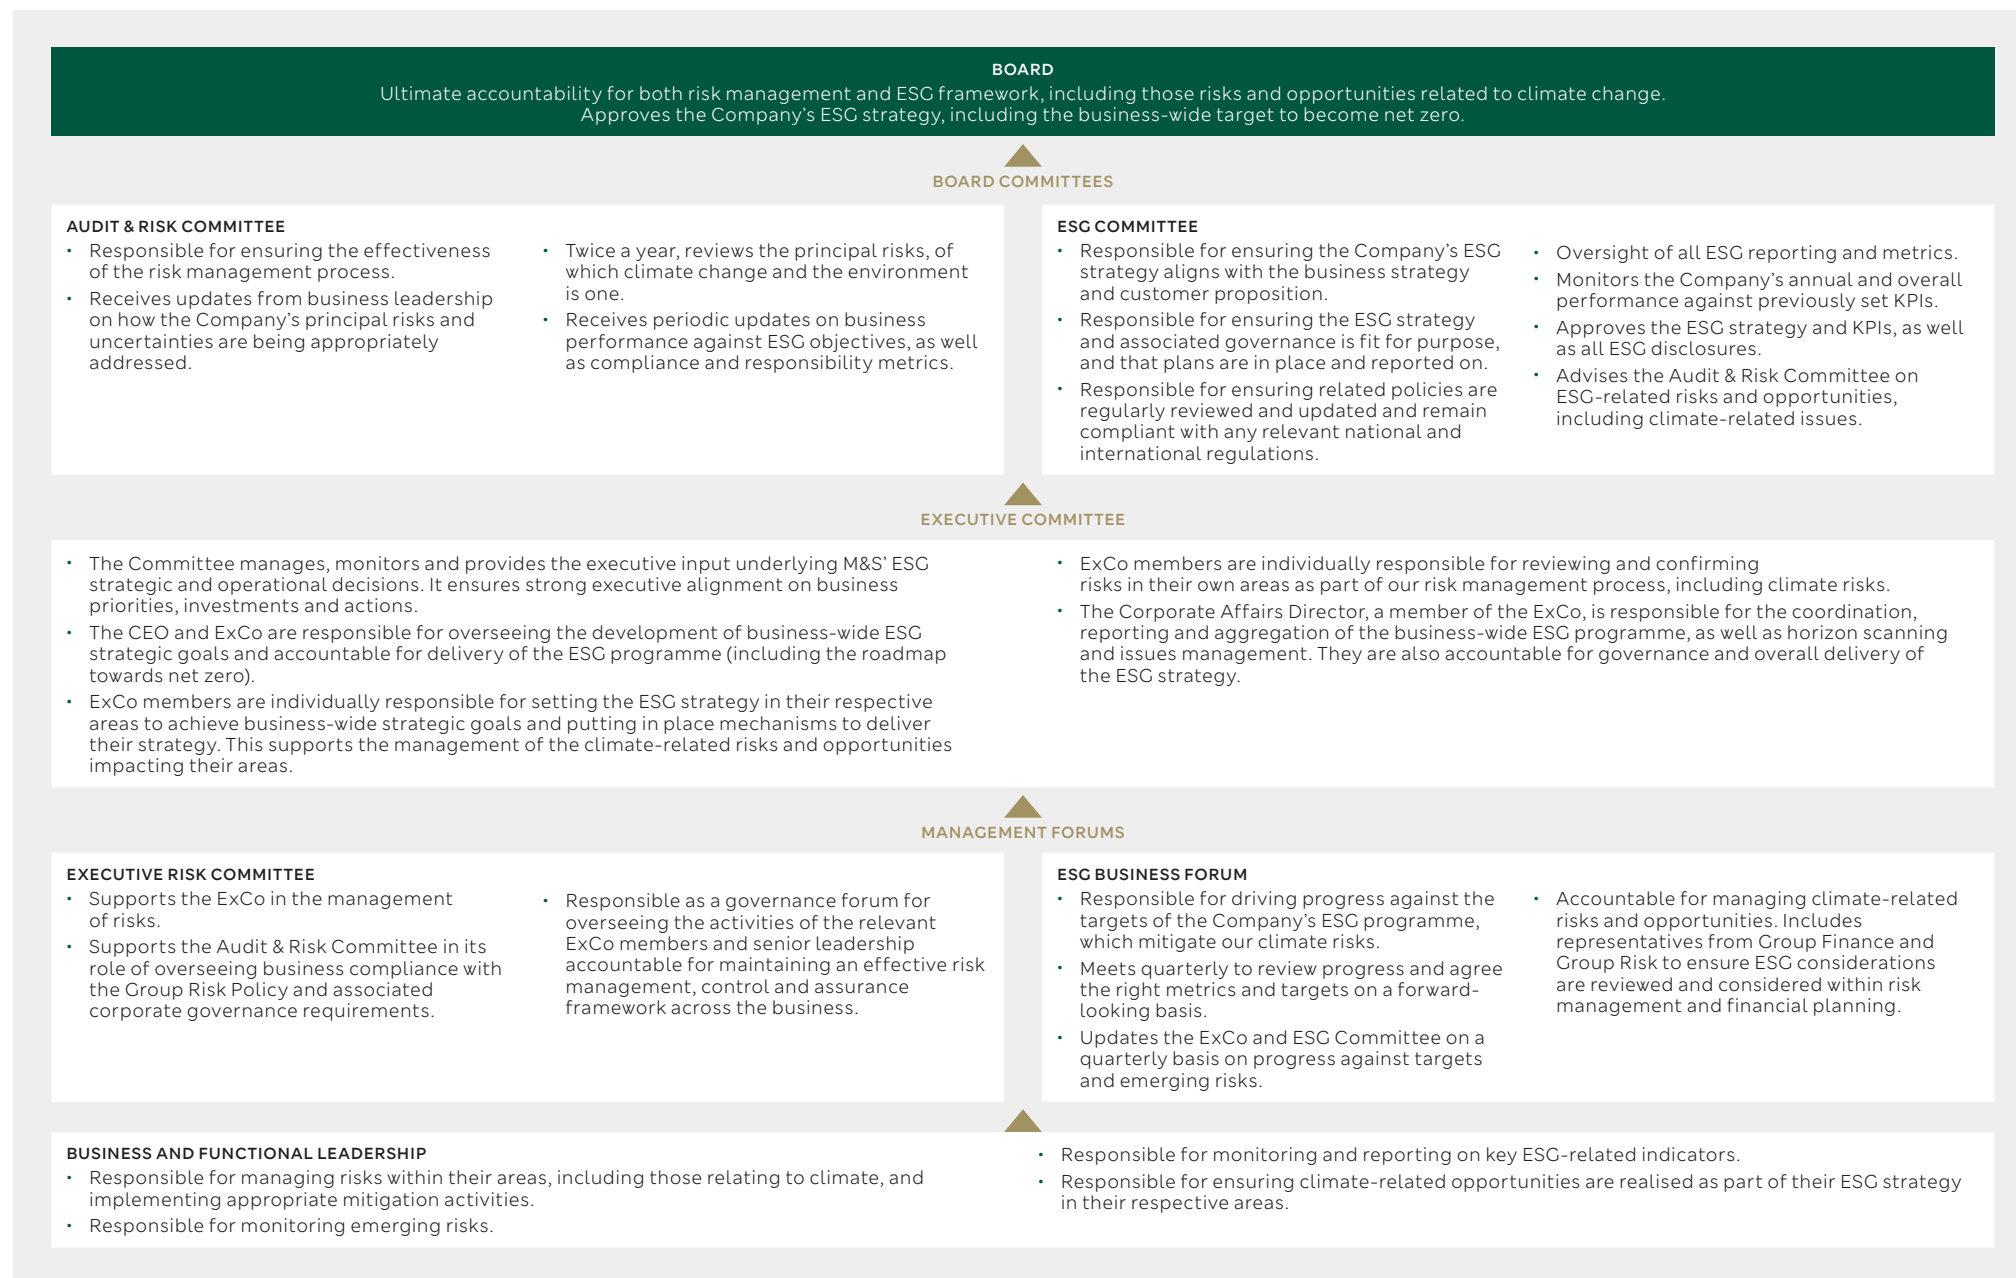 BOARD
Ultimate accountability for both risk management and ESG framework, including those risks and opportunities related to climate change.
Approves the Company’s ESG strategy, including the business-wide target to become net zero.
BOARD COMMITTEES
AUDIT & RISK COMMITTEE
• Responsible for ensuring the effectiveness
of the risk management process.
• Receives updates from business leadership
on how the Company’s principal risks and
uncertainties are being appropriately
addressed.
• Twice a year, reviews the principal risks, of
which climate change and the environment
is one.
• Receives periodic updates on business
performance against ESG objectives, as well
as compliance and responsibility metrics.
ESG COMMITTEE
• Responsible for ensuring the Company’s ESG
strategy aligns with the business strategy
and customer proposition.
• Responsible for ensuring the ESG strategy
and associated governance is fit for purpose,
and that plans are in place and reported on.
• Responsible for ensuring related policies are
regularly reviewed and updated and remain
compliant with any relevant national and
international regulations.
• Oversight of all ESG reporting and metrics.
• Monitors the Company’s annual and overall
performance against previously set KPIs.
• Approves the ESG strategy and KPIs, as well
as all ESG disclosures.
• Advises the Audit & Risk Committee on
ESG-related risks and opportunities,
including climate-related issues.
EXECUTIVE COMMITTEE
• The Committee manages, monitors and provides the executive input underlying M&S’ ESG
strategic and operational decisions. It ensures strong executive alignment on business
priorities, investments and actions.
• The CEO and ExCo are responsible for overseeing the development of business-wide ESG
strategic goals and accountable for delivery of the ESG programme (including the roadmap
towards net zero).
• ExCo members are individually responsible for setting the ESG strategy in their respective
areas to achieve business-wide strategic goals and putting in place mechanisms to deliver
their strategy. This supports the management of the climate-related risks and opportunities
impacting their areas.
• ExCo members are individually responsible for reviewing and confirming
risks in their own areas as part of our risk management process, including climate risks.
• The Corporate Affairs Director, a member of the ExCo, is responsible for the coordination,
reporting and aggregation of the business-wide ESG programme, as well as horizon scanning
and issues management. They are also accountable for governance and overall delivery of
the ESG strategy.
MANAGEMENT FORUMS
EXECUTIVE RISK COMMITTEE
• Supports the ExCo in the management
of risks.
• Supports the Audit & Risk Committee in its
role of overseeing business compliance with
the Group Risk Policy and associated
corporate governance requirements.
• Responsible as a governance forum for
overseeing the activities of the relevant
ExCo members and senior leadership
accountable for maintaining an effective risk
management, control and assurance
framework across the business.
ESG BUSINESS FORUM
• Responsible for driving progress against the
targets of the Company’s ESG programme,
which mitigate our climate risks.
• Meets quarterly to review progress and agree
the right metrics and targets on a forward-
looking basis.
• Updates the ExCo and ESG Committee on a
quarterly basis on progress against targets
and emerging risks.
• Accountable for managing climate-related
risks and opportunities. Includes
representatives from Group Finance and
Group Risk to ensure ESG considerations
are reviewed and considered within risk
management and financial planning.
BUSINESS AND FUNCTIONAL LEADERSHIP
• Responsible for managing risks within their areas, including those relating to climate, and
implementing appropriate mitigation activities.
• Responsible for monitoring emerging risks.
• Responsible for monitoring and reporting on key ESG-related indicators.
• Responsible for ensuring climate-related opportunities are realised as part of their ESG strategy
in their respective areas.